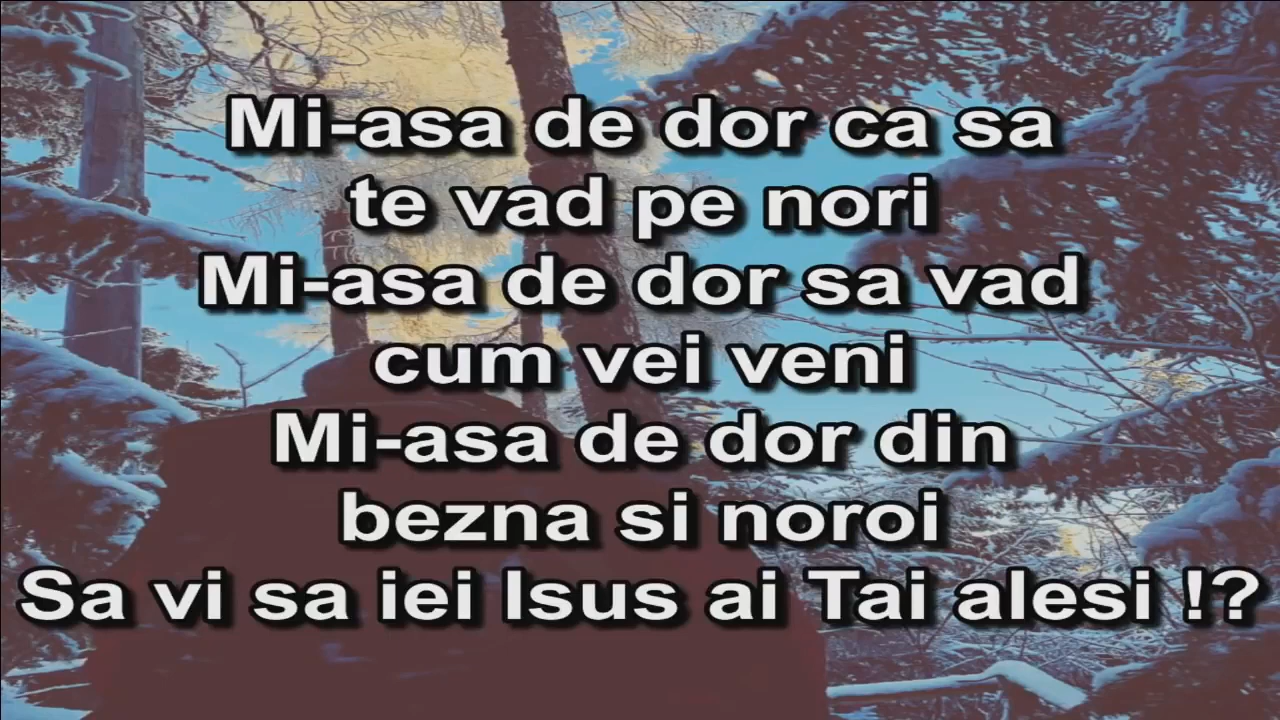 Mi-asa de dor ca sa
te vad pe nori
Mi-asa de dor sa vad
cum vei veni
Mi-asa de dor din
bezna si noroi
Sa vi sa iei Isus ai Tai alesi !?